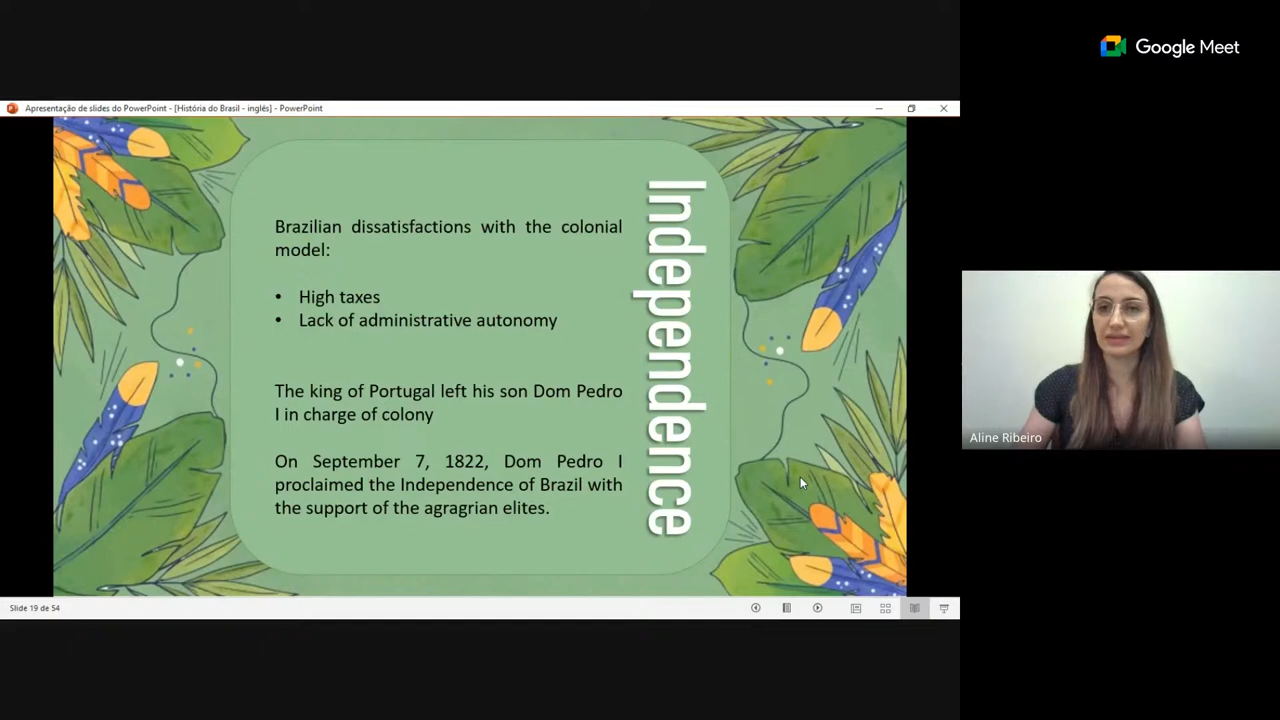 Google Meet
Apresentação de slides do PowerPoint - [História do Brasil - inglês] - PowerPoint
Independence
Brazilian dissatisfactions with the colonial
model:
• High taxes
• Lack of administrative autonomy
The king of Portugal left his son Dom Pedro
I in charge of colony
On September 7, 1822, Dom Pedro I
proclaimed the Independence of Brazil with
the support of the agragrian elites.
Aline Ribeiro
Slide 19 de 54